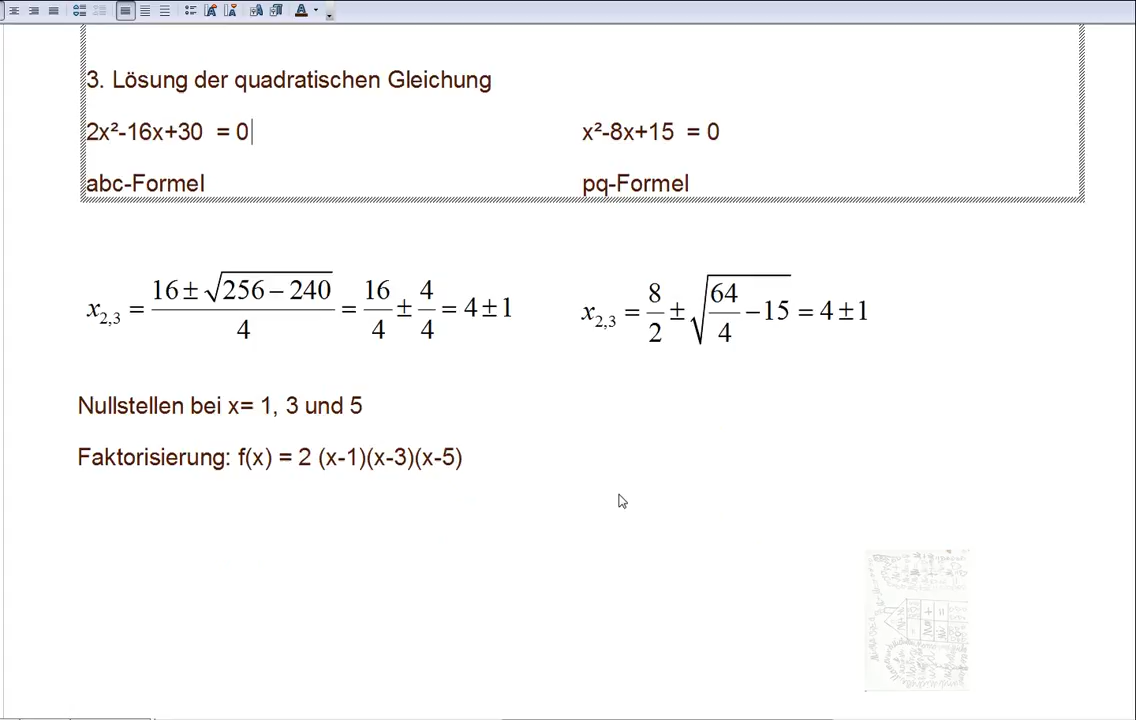 3. Lösung der quadratischen Gleichung
2x²-16x+30 = 0
x²-8x+15 = 0
abc-Formel
pq-Formel
x₂,₃ = (16 ± √(256 − 240))/4 = 16/4 ± 4/4 = 4 ± 1
x₂,₃ = 8/2 ± √(64/4 − 15) = 4 ± 1
Nullstellen bei x= 1, 3 und 5
Faktorisierung: f(x) = 2 (x-1)(x-3)(x-5)